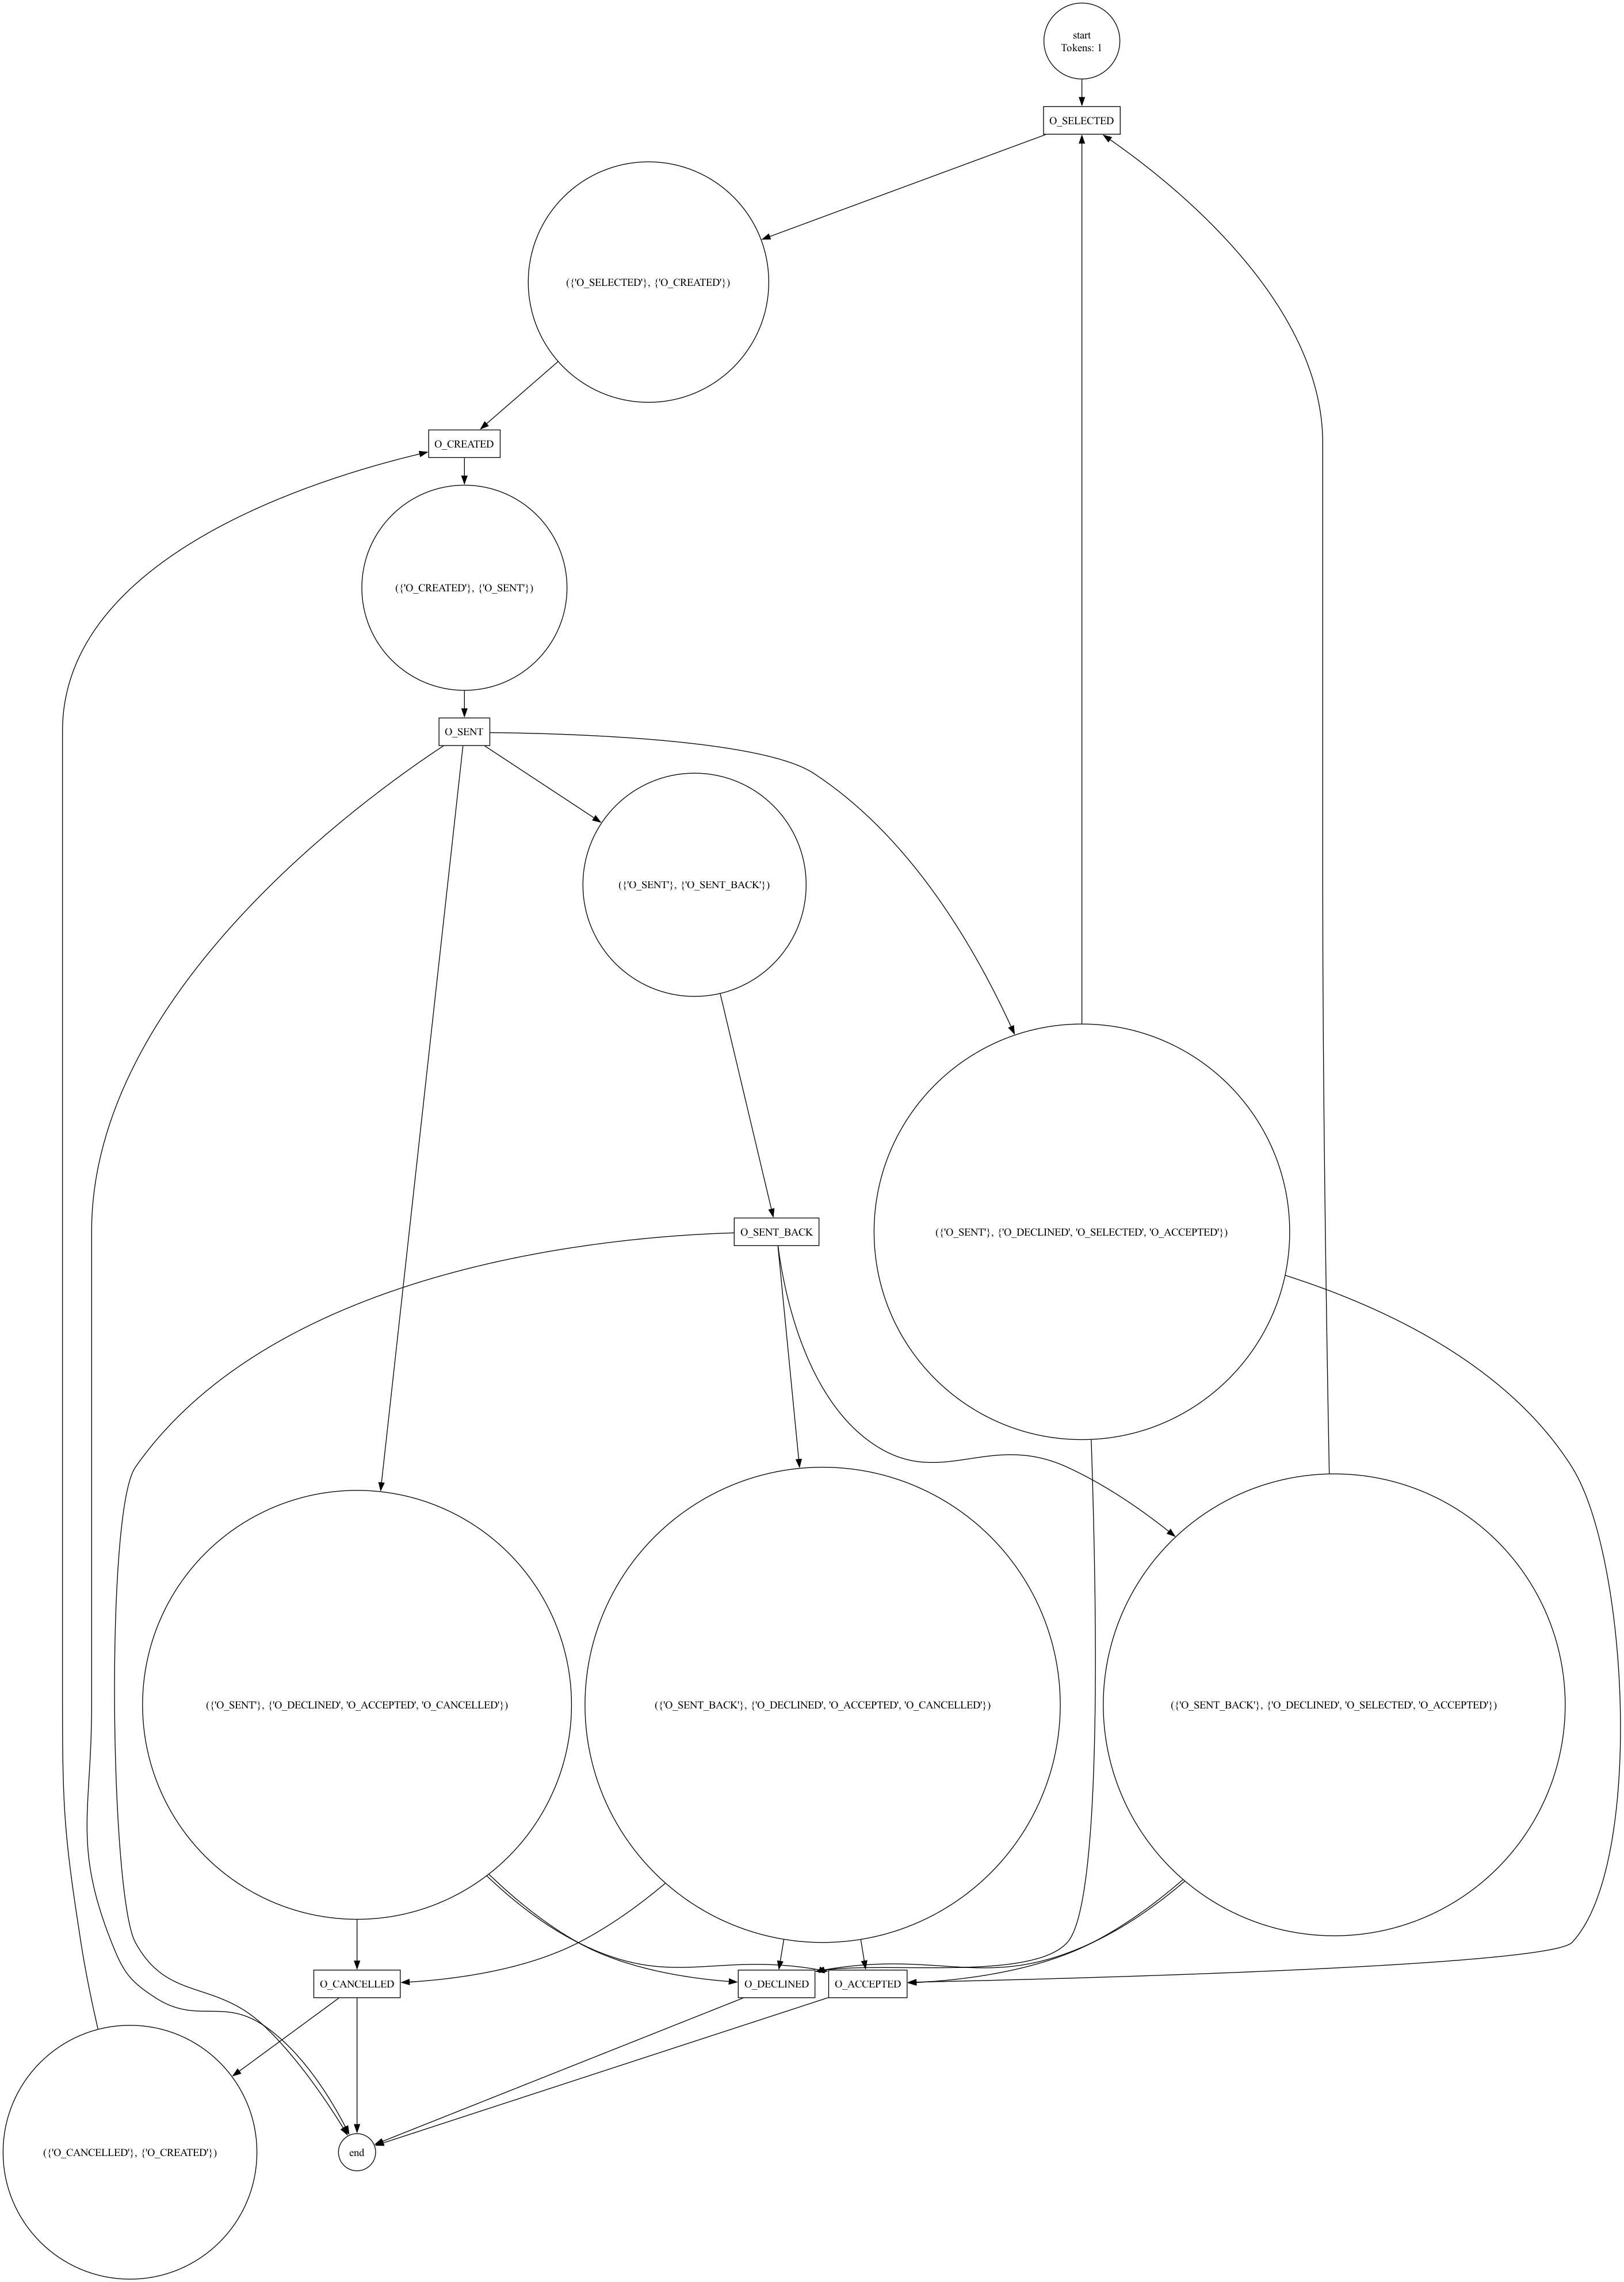 start
Tokens: 1
O_SELECTED
({'O_SELECTED'}, {'O_CREATED'})
O_CREATED
({'O_CREATED'}, {'O_SENT'})
O_SENT
({'O_SENT'}, {'O_SENT_BACK'})
O_SENT_BACK
({'O_SENT'}, {'O_DECLINED', 'O_SELECTED', 'O_ACCEPTED'})
({'O_SENT'}, {'O_DECLINED', 'O_ACCEPTED', 'O_CANCELLED'})
({'O_SENT_BACK'}, {'O_DECLINED', 'O_ACCEPTED', 'O_CANCELLED'})
({'O_SENT_BACK'}, {'O_DECLINED', 'O_SELECTED', 'O_ACCEPTED'})
O_CANCELLED
O_DECLINED
O_ACCEPTED
({'O_CANCELLED'}, {'O_CREATED'})
end